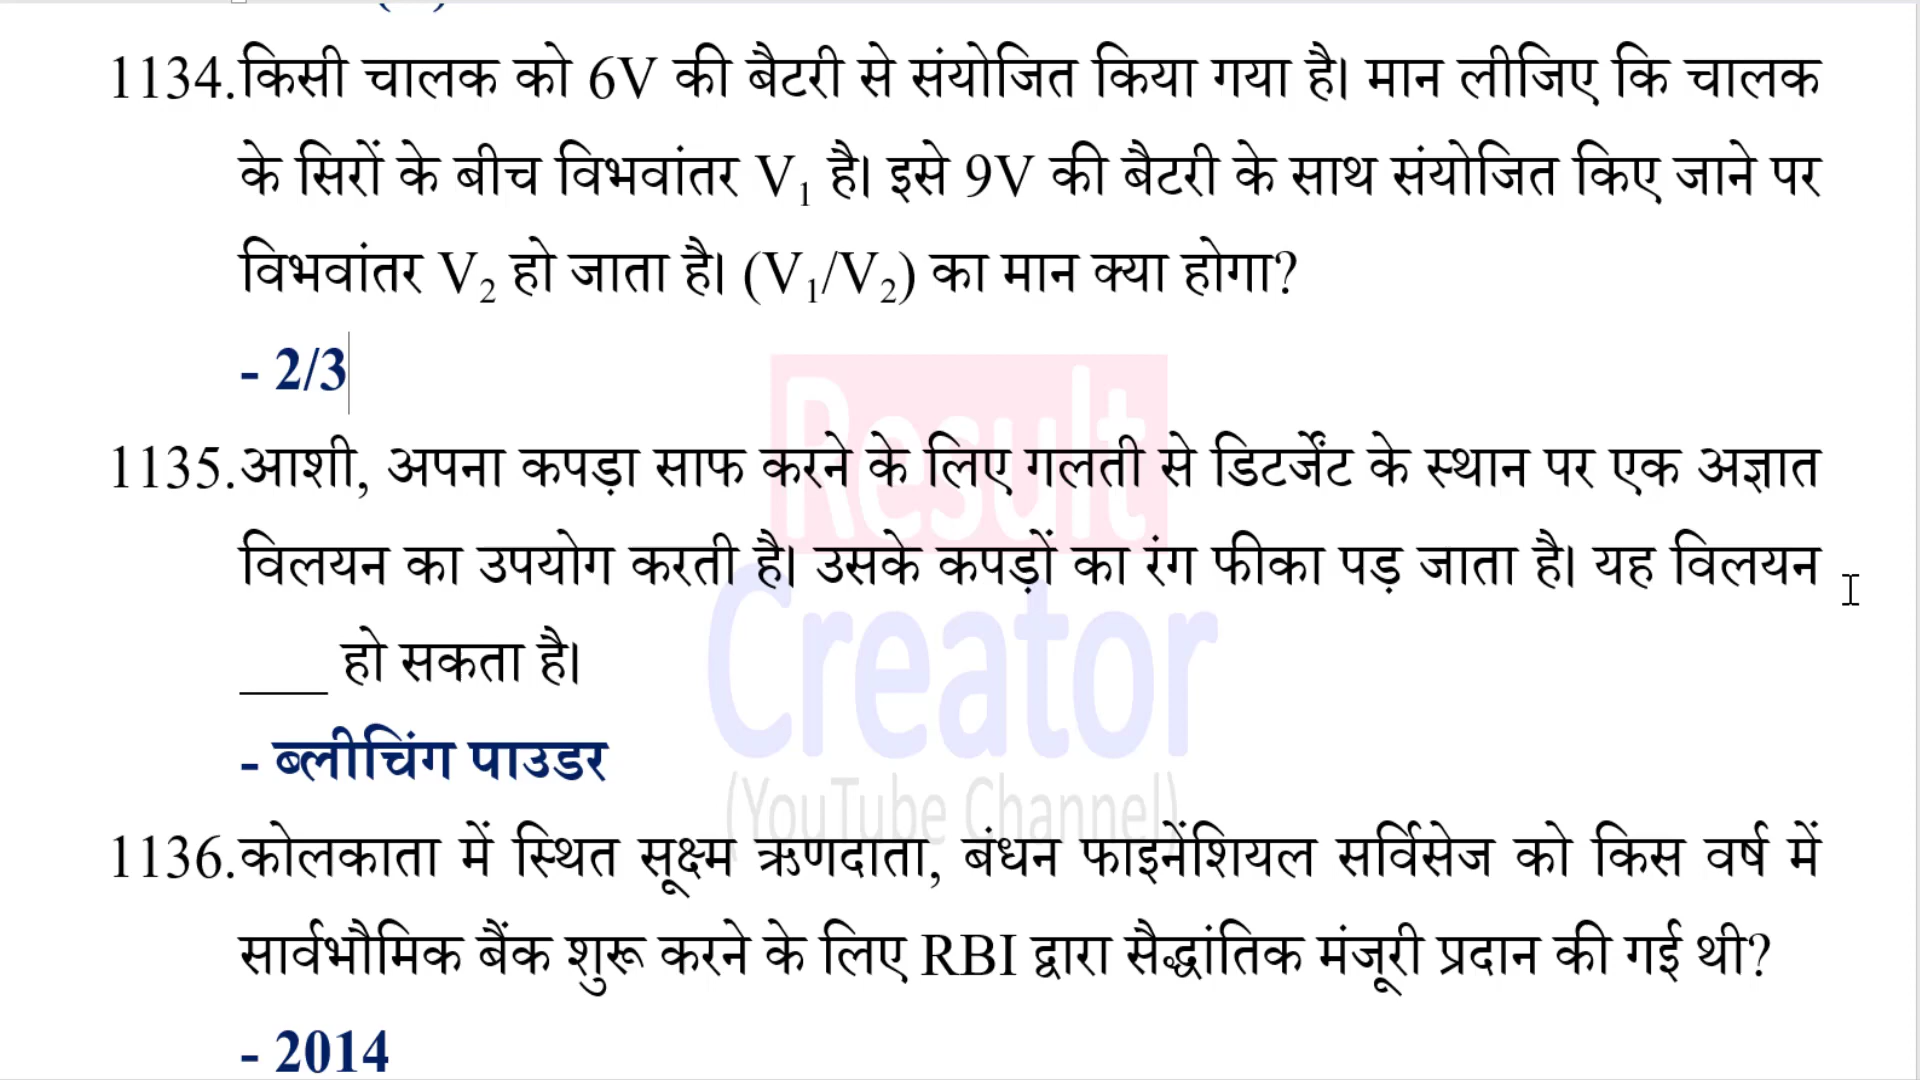 1134.किसी चालक को 6V की बैटरी से संयोजित किया गया है। मान लीजिए कि चालक
के सिरों के बीच विभवांतर V₁ है। इसे 9V की बैटरी के साथ संयोजित किए जाने पर
विभवांतर V₂ हो जाता है। (V₁/V₂) का मान क्या होगा?
- 2/3
1135.आशी, अपना कपड़ा साफ करने के लिए गलती से डिटर्जेंट के स्थान पर एक अज्ञात
विलयन का उपयोग करती है। उसके कपड़ों का रंग फीका पड़ जाता है। यह विलयन
____ हो सकता है।
- ब्लीचिंग पाउडर
1136.कोलकाता में स्थित सूक्ष्म ऋणदाता, बंधन फाइनेंशियल सर्विसेज को किस वर्ष में
सार्वभौमिक बैंक शुरू करने के लिए RBI द्वारा सैद्धांतिक मंजूरी प्रदान की गई थी?
- 2014
Result
Creator
(YouTube Channel)